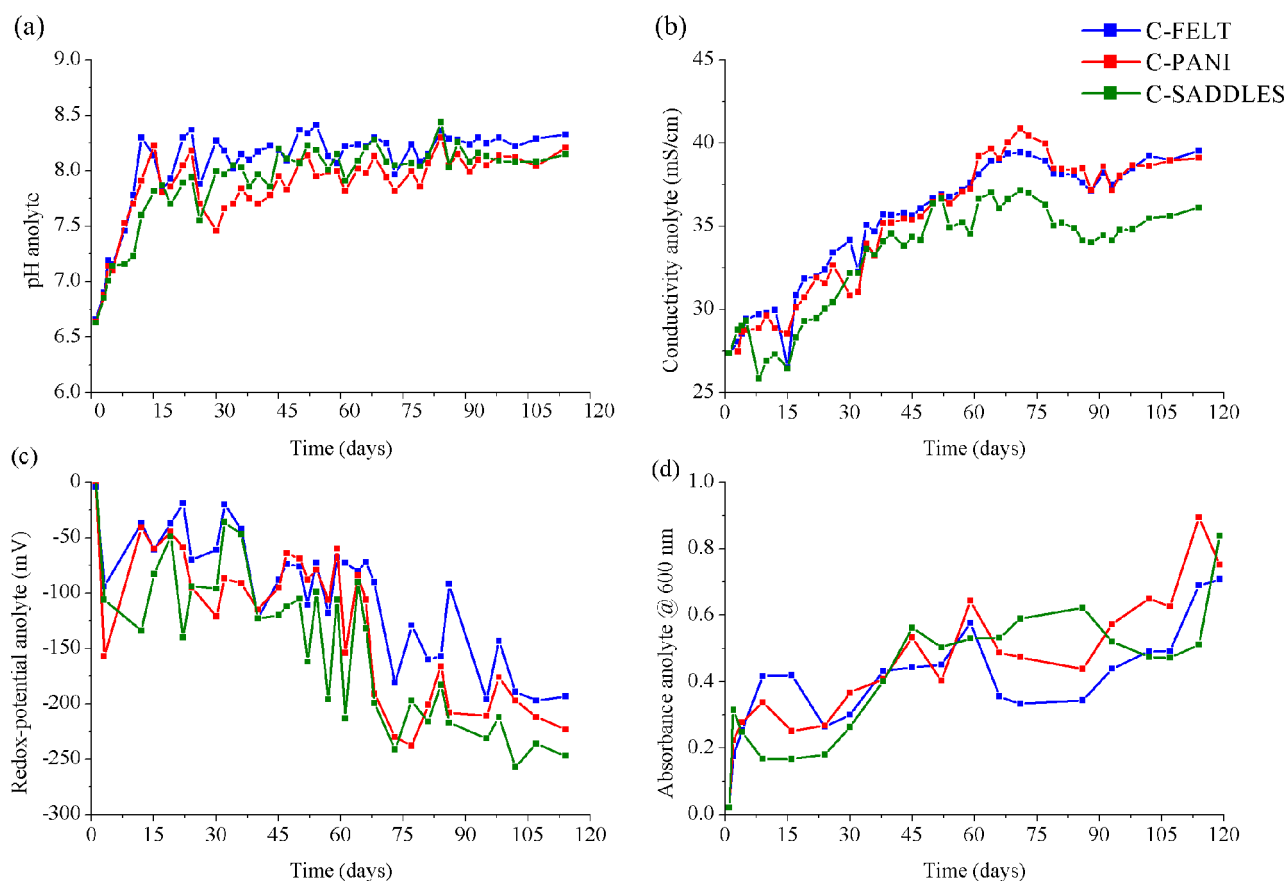 (a)
(b)
C-FELT
C-PANI
C-SADDLES
9.0
8.5
8.0
7.5
7.0
6.5
6.0
pH anolyte
0 15 30 45 60 75 90 105 120
Time (days)
45
40
35
30
25
Conductivity anolyte (mS/cm)
0 15 30 45 60 75 90 105 120
Time (days)
(c)
(d)
0
-50
-100
-150
-200
-250
-300
Redox-potential anolyte (mV)
0 15 30 45 60 75 90 105 120
Time (days)
1.0
0.8
0.6
0.4
0.2
0.0
Absorbance anolyte @ 600 nm
0 15 30 45 60 75 90 105 120
Time (days)